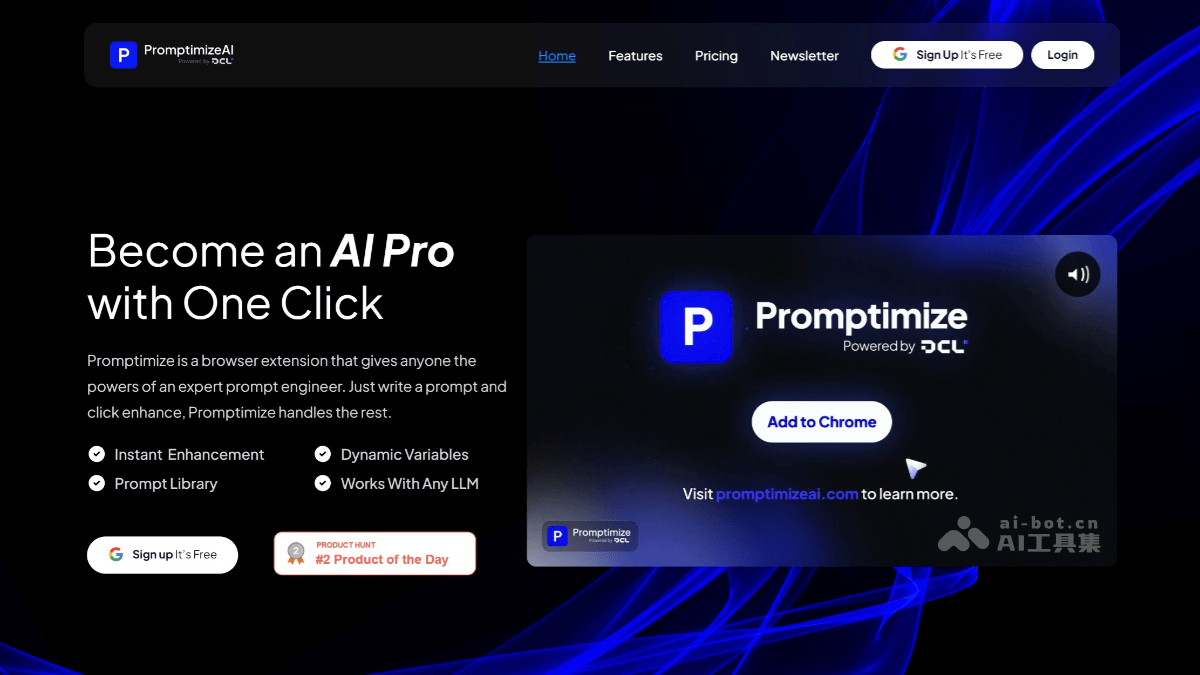 P PromptimizeAI
Powered by DCL
Home Features Pricing Newsletter Sign Up It's Free Login
Become an AI Pro
with One Click
Promptimize is a browser extension that gives anyone the
powers of an expert prompt engineer. Just write a prompt and
click enhance, Promptimize handles the rest.
Instant Enhancement Dynamic Variables
Prompt Library Works With Any LLM
Sign up It's Free
2 PRODUCT HUNT
#2 Product of the Day
P Promptimize
Powered by DCL
Add to Chrome
Visit promptimizeai.com to learn more.
P Promptimize
Powered by DCL
ai-bot.cn
AI工具集